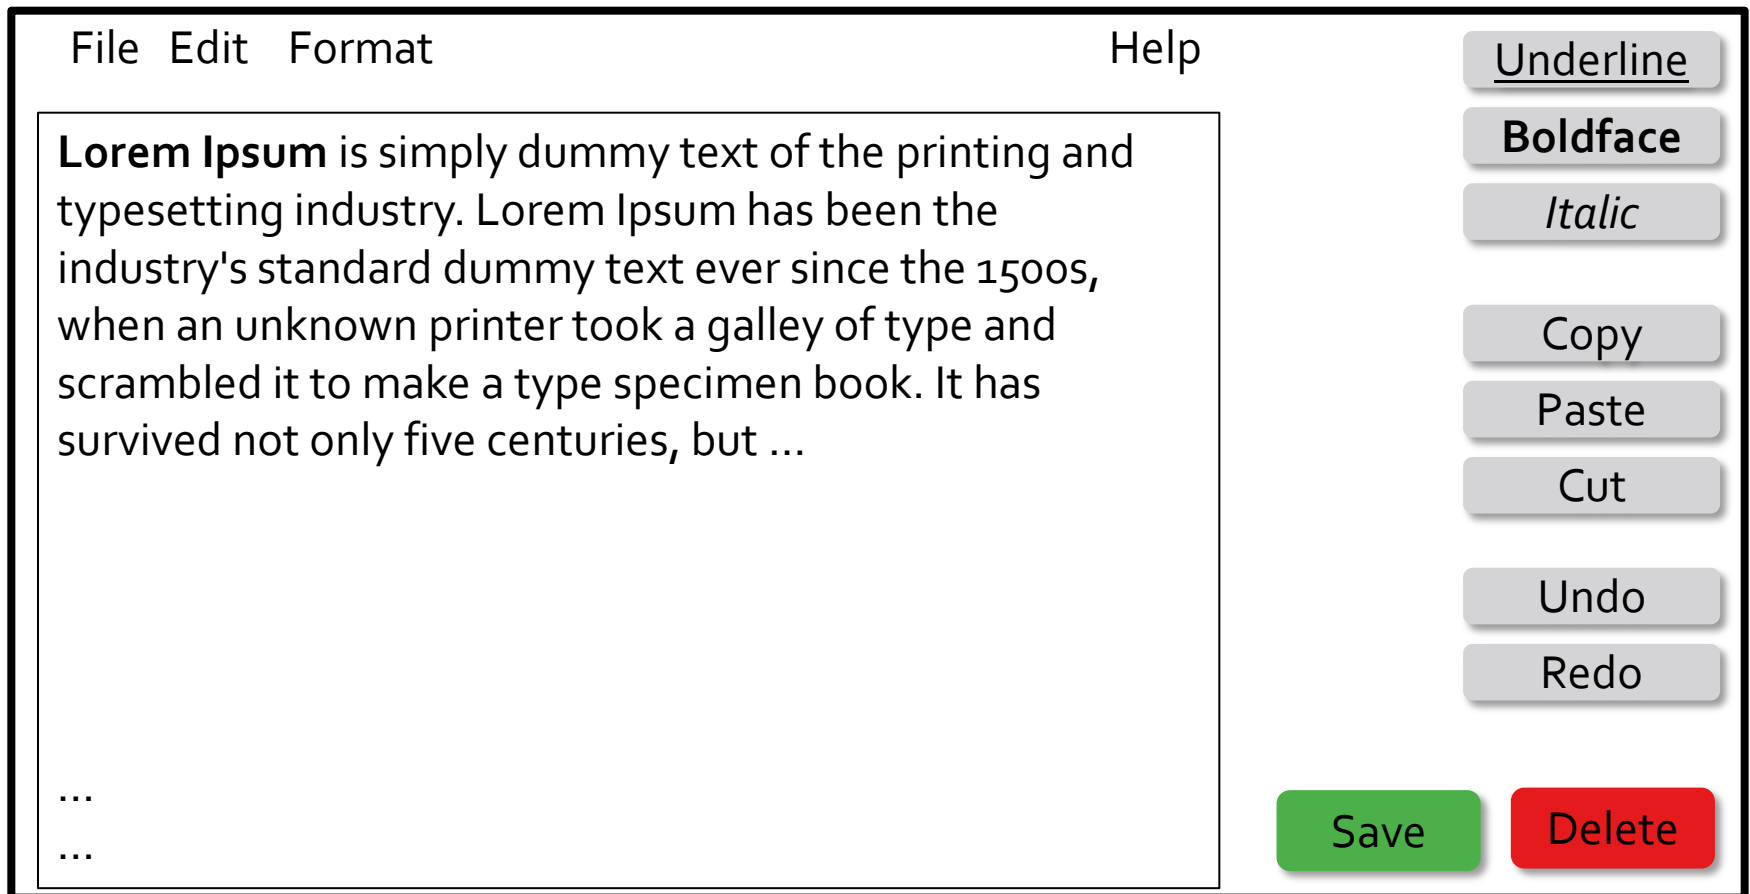 File Edit Format Help
Lorem Ipsum is simply dummy text of the printing and
typesetting industry. Lorem Ipsum has been the
industry's standard dummy text ever since the 1500s,
when an unknown printer took a galley of type and
scrambled it to make a type specimen book. It has
survived not only five centuries, but ...
...
...
Underline
Boldface
Italic
Copy
Paste
Cut
Undo
Redo
Save Delete